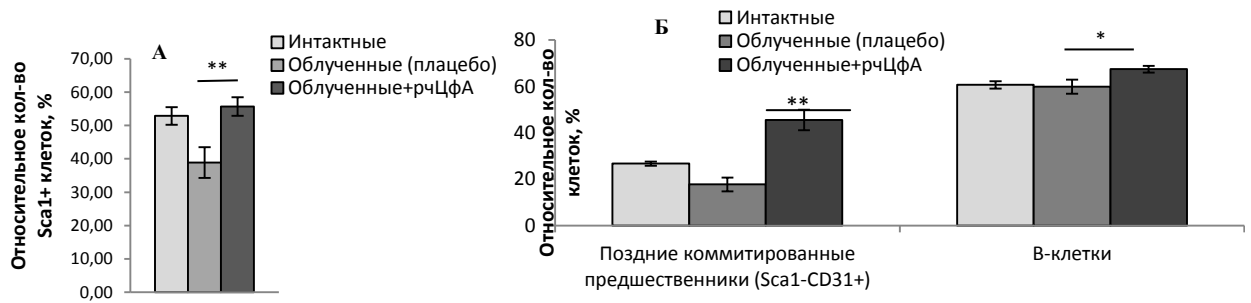 А
Относительное кол-во
Sca1+ клеток, %
70,00
60,00
50,00
40,00
30,00
20,00
10,00
0,00
**
Интактные
Облученные (плацебо)
Облученные+рчЦфА
Б
Относительное кол-во
клеток, %
80
60
40
20
0
**
*
Интактные
Облученные (плацебо)
Облученные+рчЦфА
Поздние коммитированные
предшественники (Sca1-CD31+)
В-клетки